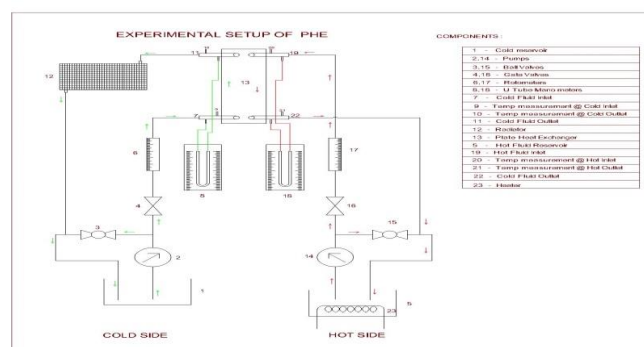 EXPERIMENTAL SETUP OF PHE
COMPONENTS :
1 - Cold reservoir
2,14 - Pumps
3,15 - Ball Valves
4,16 - Gate Valves
6,17 - Rotameters
8,18 - U Tube Mano meters
7 - Cold Fluid Inlet
9 - Temp measurement @ Cold Inlet
10 - Temp measurement @ Cold Outlet
11 - Cold Fluid Outlet
12 - Radiator
13 - Plate Heat Exchanger
5 - Hot Fluid Reservoir
19 - Hot Fluid Inlet
20 - Temp measurement @ Hot Inlet
21 - Temp measurement @ Hot Outlet
22 - Cold Fluid Outlet
23 - Heater
11
19
12
13
7
22
6
17
8
18
4
16
3
15
2
14
1
5
23
COLD SIDE
HOT SIDE